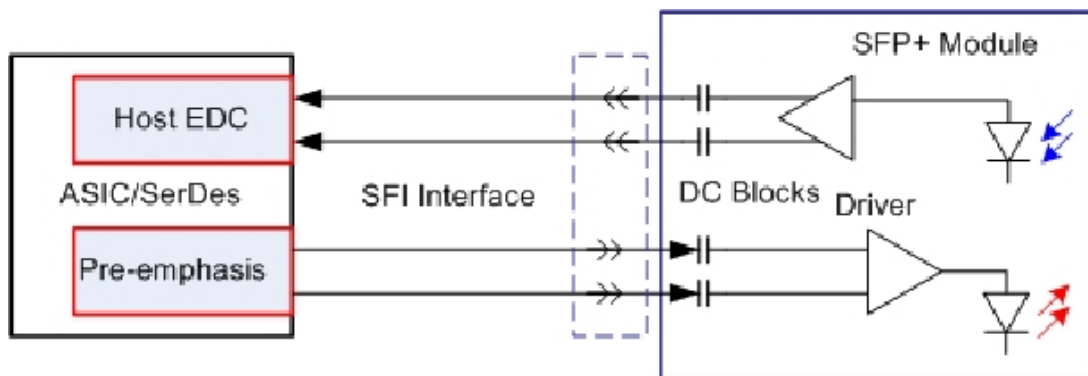 SFP+ Module
Host EDC
ASIC/SerDes
SFI Interface
DC Blocks
Driver
Pre-emphasis